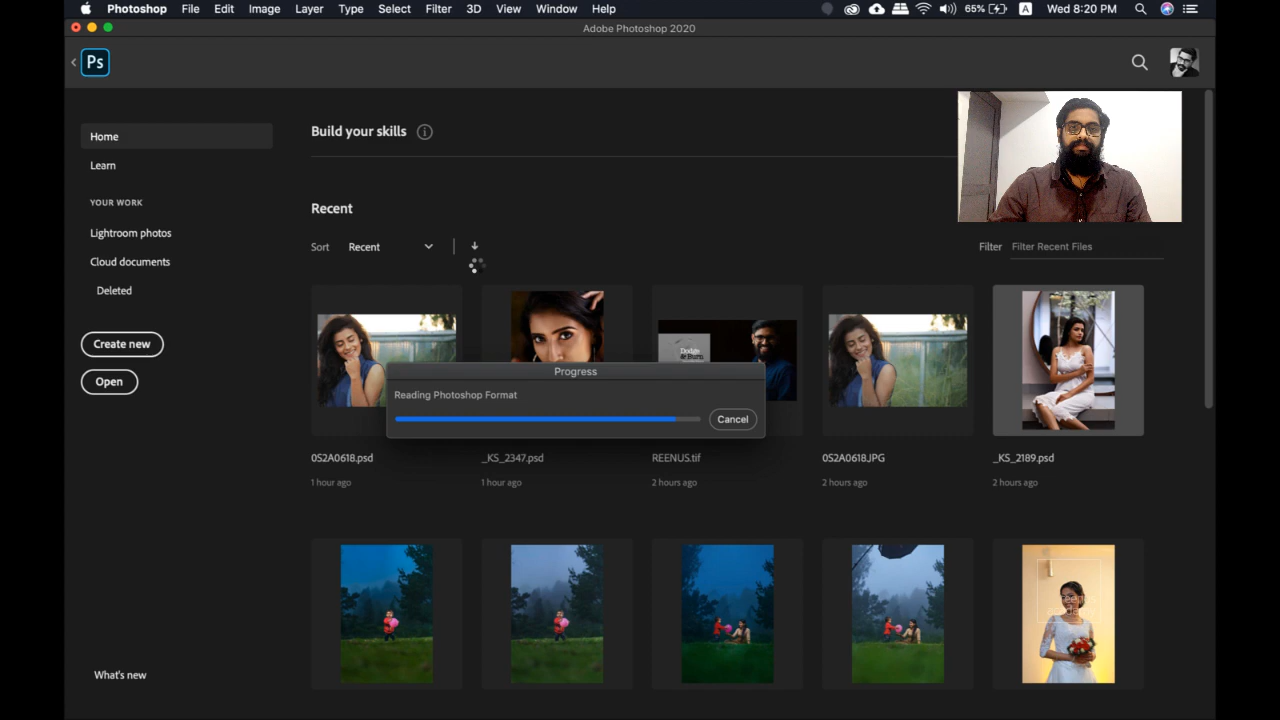 Photoshop File Edit Image Layer Type Select Filter 3D View Window Help 65% A Wed 8:20 PM
Adobe Photoshop 2020
Ps
Home
Learn
YOUR WORK
Lightroom photos
Cloud documents
Deleted
Create new
Open
What's new
Build your skills i
Recent
Sort Recent
Filter Filter Recent Files
Dodge
& Burn
Progress
Reading Photoshop Format
Cancel
0S2A0618.psd _KS_2347.psd REENUS.tif 0S2A0618.JPG _KS_2189.psd
1 hour ago 1 hour ago 2 hours ago 2 hours ago 2 hours ago